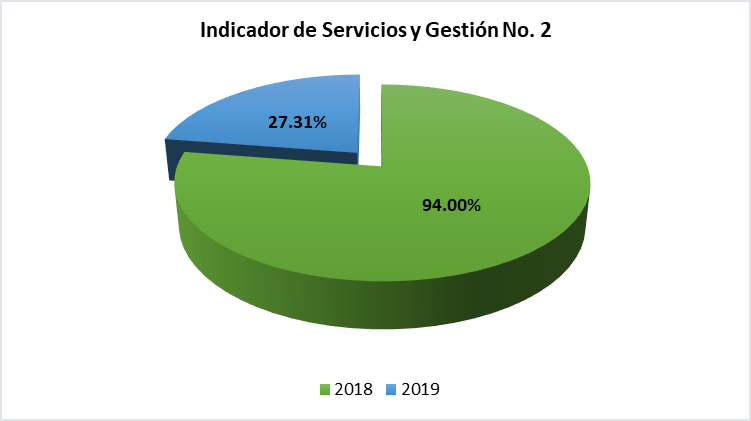 Indicador de Servicios y Gestión No. 2
27.31%
94.00%
2018 2019